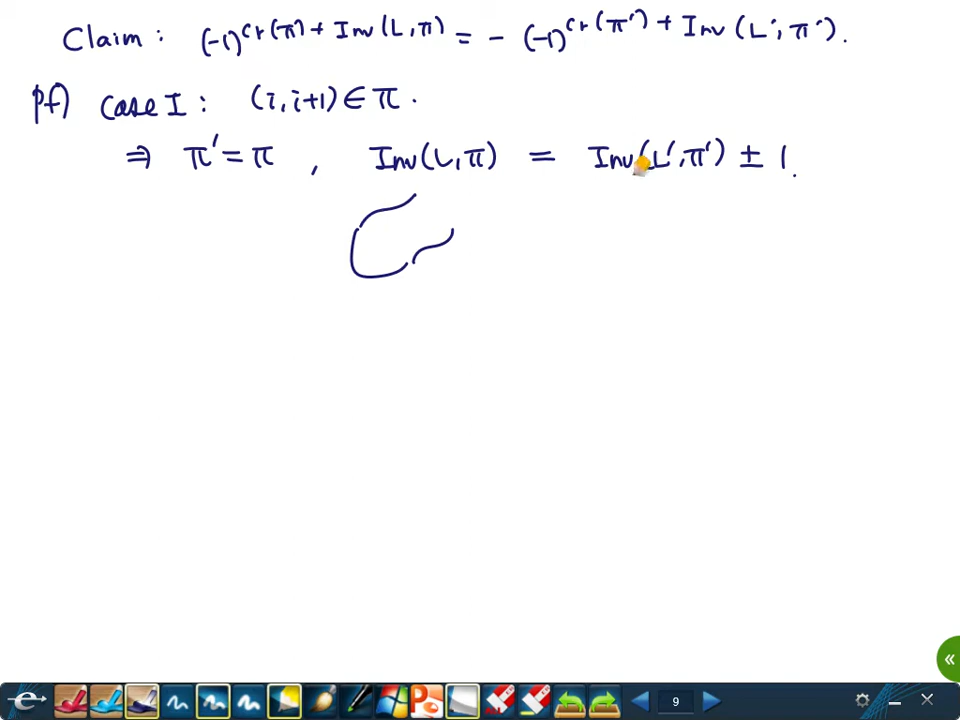 Claim : (-1)^{Cr(π) + Inv(L,π)} = - (-1)^{Cr(π') + Inv(L',π')}.
Pf) Case I : (i, i+1) ∈ π.
⇒ π' = π , Inv(L,π) = Inv(L',π') ± 1.
9